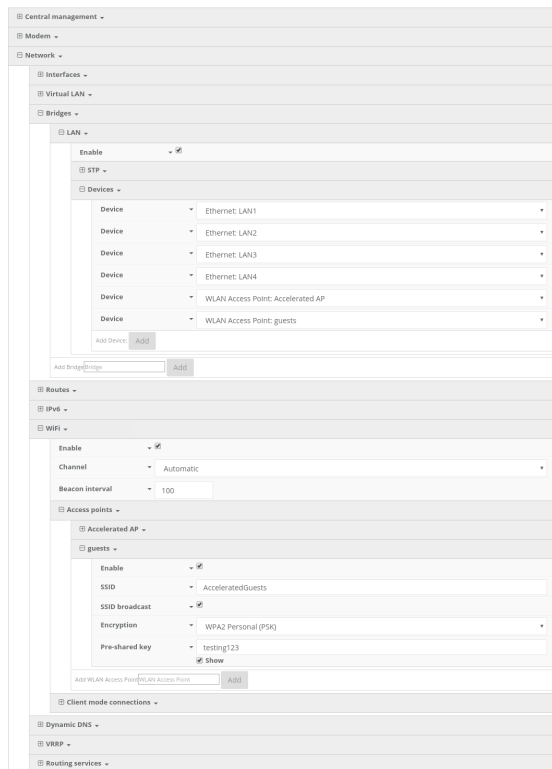 Central management
Modem
Network
Interfaces
Virtual LAN
Bridges
LAN
Enable
STP
Devices
Device Ethernet: LAN1
Device Ethernet: LAN2
Device Ethernet: LAN3
Device Ethernet: LAN4
Device WLAN Access Point: Accelerated AP
Device WLAN Access Point: guests
Add Device: Add
Add Bridge Bridge Add
Routes
IPv6
WiFi
Enable
Channel Automatic
Beacon interval 100
Access points
Accelerated AP
guests
Enable
SSID AcceleratedGuests
SSID broadcast
Encryption WPA2 Personal (PSK)
Pre-shared key testing123
Show
Add WLAN Access Point WLAN Access Point Add
Client mode connections
Dynamic DNS
VRRP
Routing services